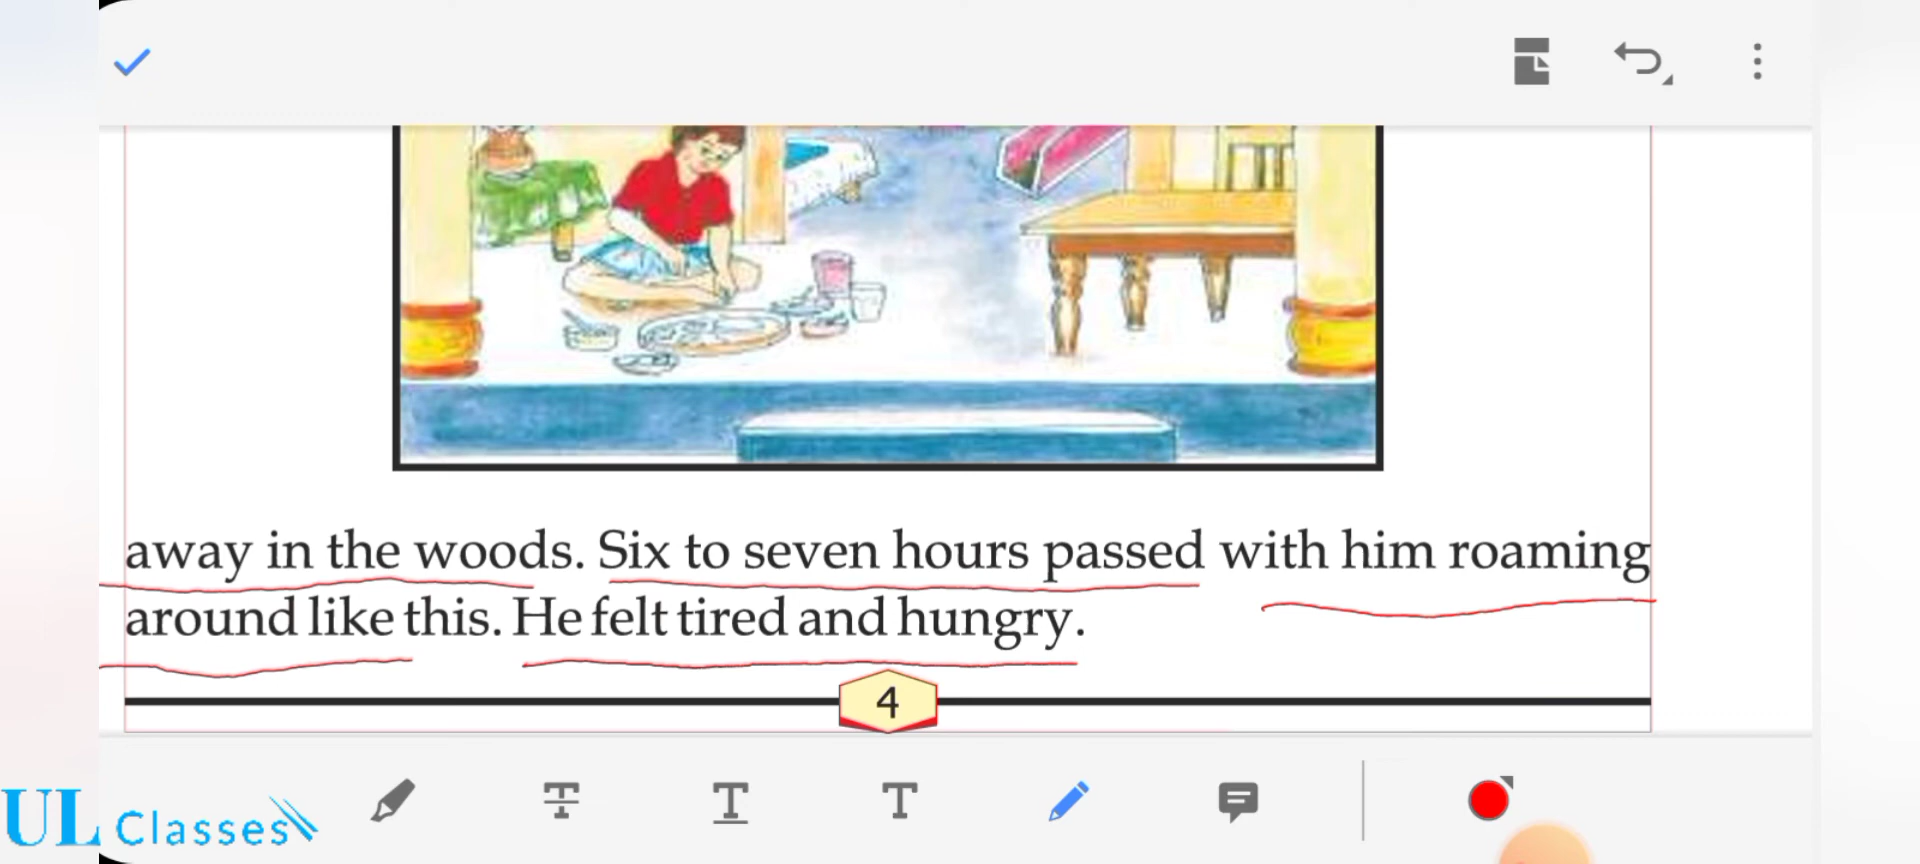 away in the woods. Six to seven hours passed with him roaming
around like this. He felt tired and hungry.
4
T T T
UL Classes